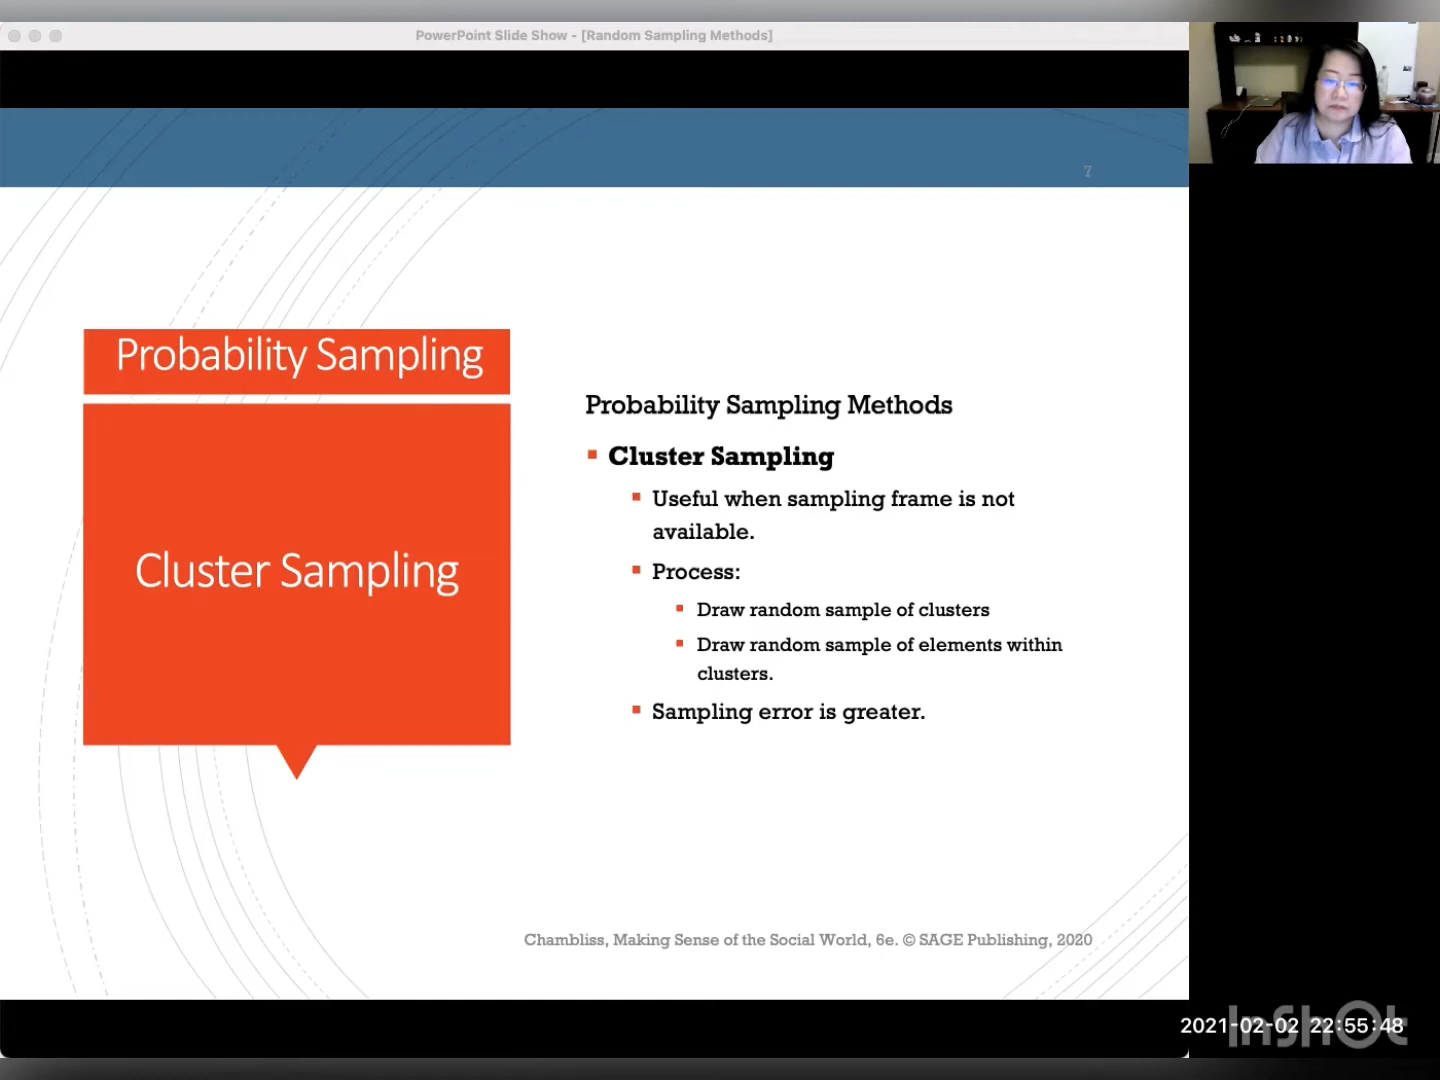 PowerPoint Slide Show - [Random Sampling Methods]
7
Probability Sampling
Cluster Sampling
Probability Sampling Methods
Cluster Sampling
Useful when sampling frame is not
available.
Process:
Draw random sample of clusters
Draw random sample of elements within
clusters.
Sampling error is greater.
Chambliss, Making Sense of the Social World, 6e. © SAGE Publishing, 2020
2021-02-02 22:55:48
InShOt